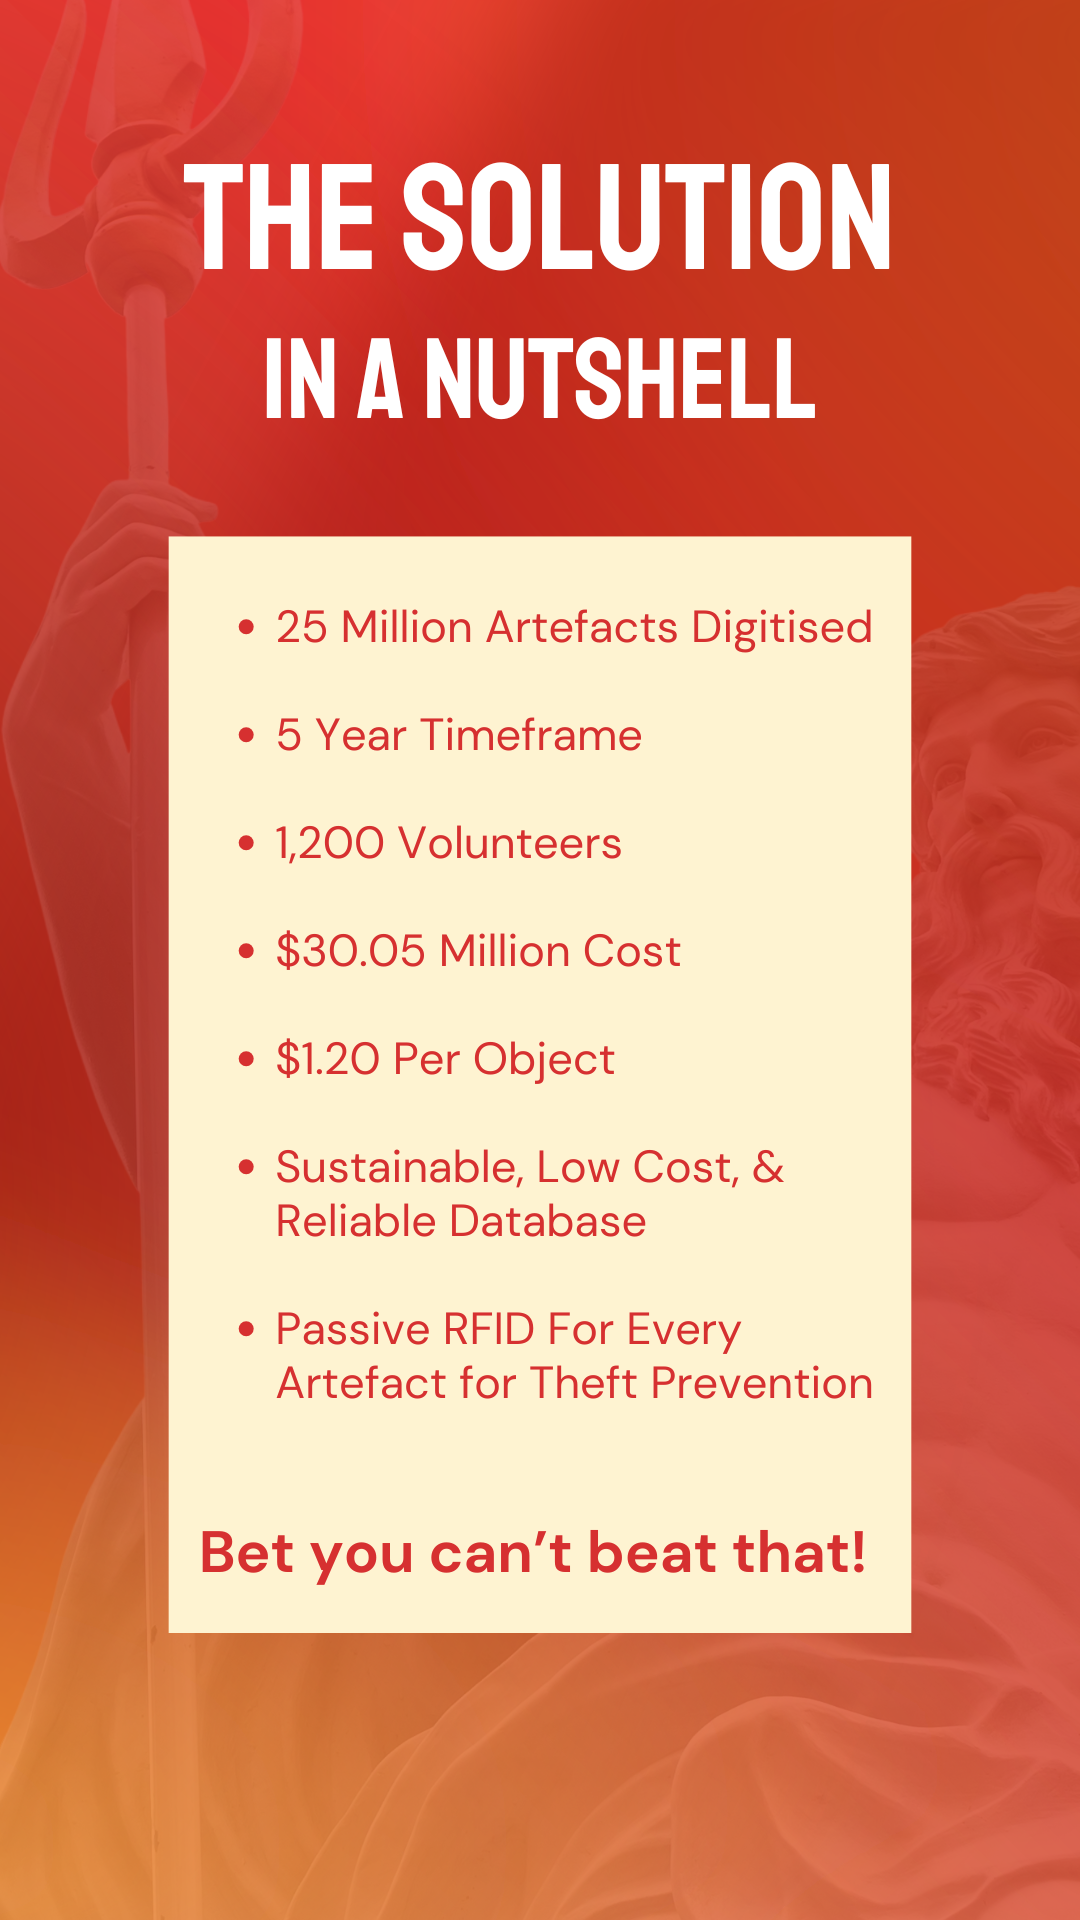 THE SOLUTION
IN A NUTSHELL
• 25 Million Artefacts Digitised
• 5 Year Timeframe
• 1,200 Volunteers
• $30.05 Million Cost
• $1.20 Per Object
• Sustainable, Low Cost, &
Reliable Database
• Passive RFID For Every
Artefact for Theft Prevention
Bet you can’t beat that!